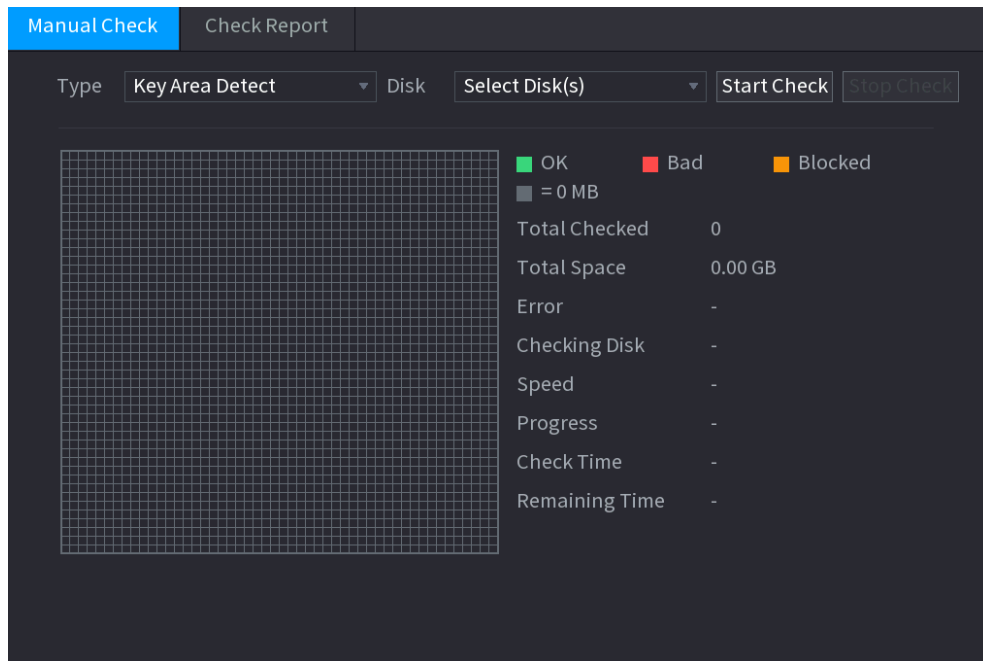 Manual Check Check Report
Type Key Area Detect Disk Select Disk(s) Start Check Stop Check
OK Bad Blocked
= 0 MB
Total Checked 0
Total Space 0.00 GB
Error -
Checking Disk -
Speed -
Progress -
Check Time -
Remaining Time -